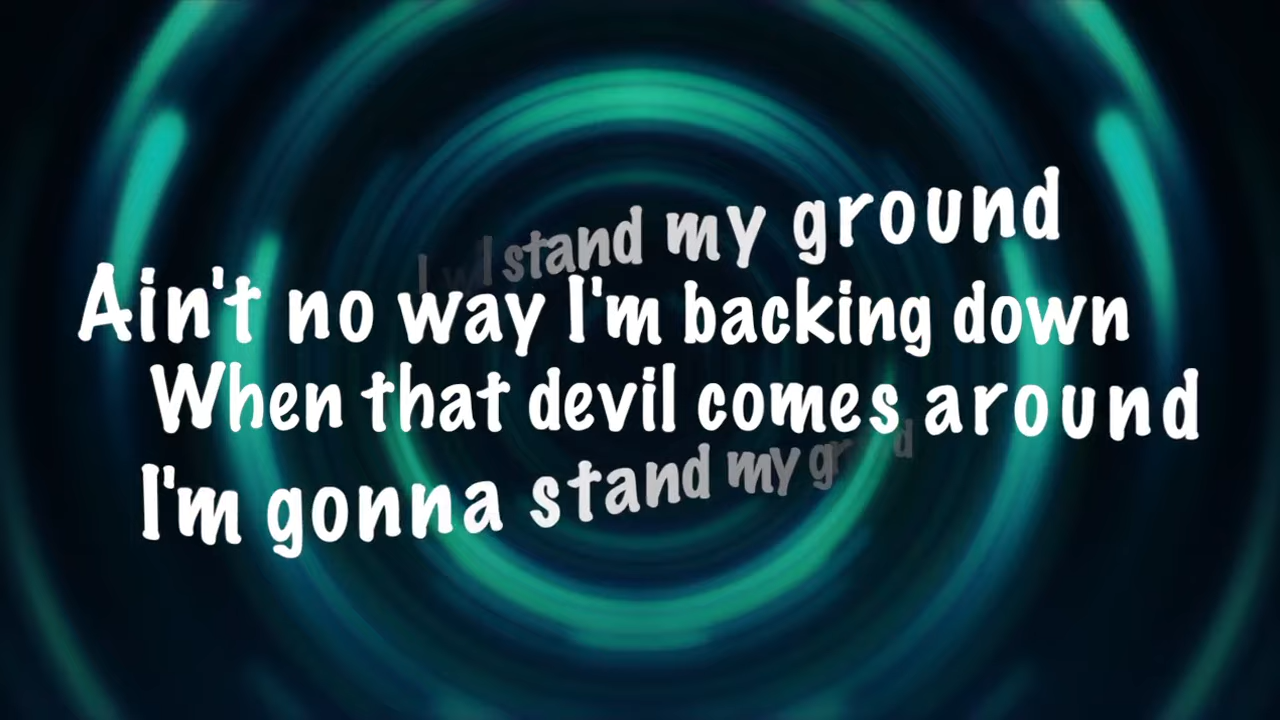 stand my ground
Ain't no way I'm backing down
When that devil comes around
I'm gonna stand my